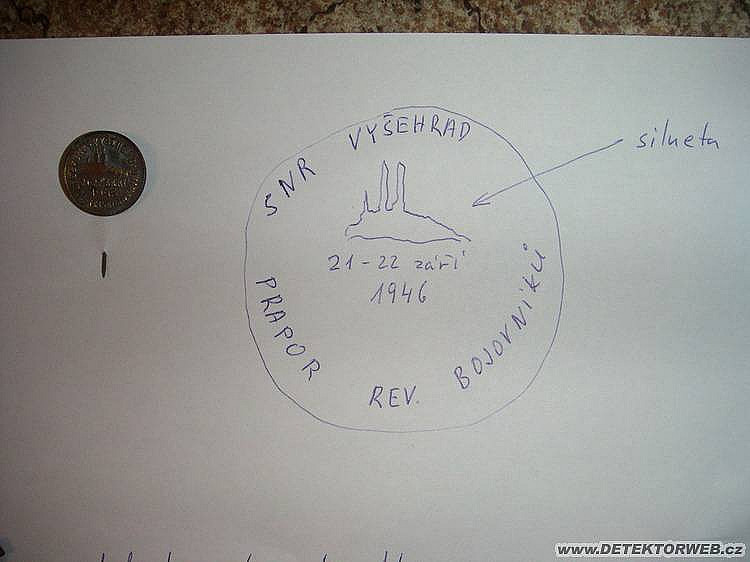 SNR VYŠEHRAD
silueta
21-22 září
1946
PRAPOR REV. BOJOVNÍKŮ
www.DETEKTORWEB.cz